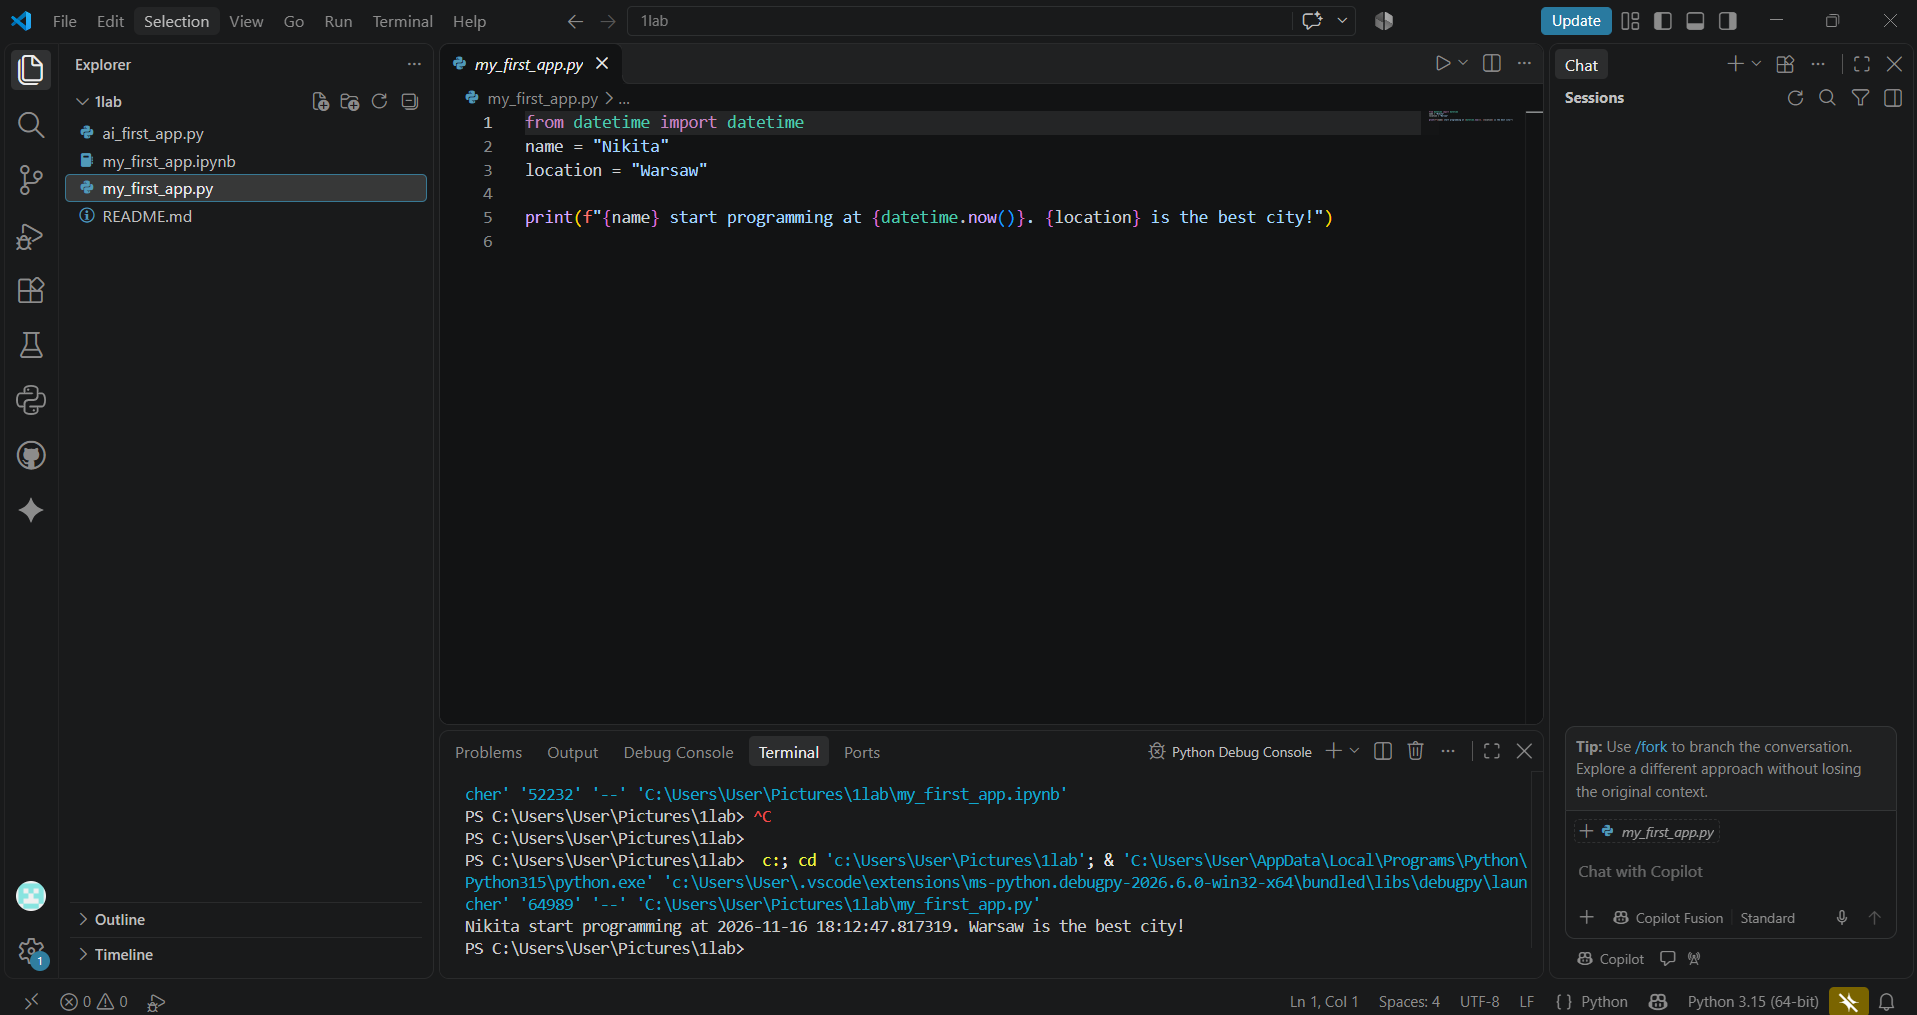 File Edit Selection View Go Run Terminal Help
1lab
Update
Explorer
1lab
ai_first_app.py
my_first_app.ipynb
my_first_app.py
README.md
Outline
Timeline
1
my_first_app.py
my_first_app.py > ...
1 from datetime import datetime
2 name = "Nikita"
3 location = "Warsaw"
4
5 print(f"{name} start programming at {datetime.now()}. {location} is the best city!")
6
Problems Output Debug Console Terminal Ports
Python Debug Console
cher' '52232' '--' 'C:\Users\User\Pictures\1lab\my_first_app.ipynb'
PS C:\Users\User\Pictures\1lab> ^C
PS C:\Users\User\Pictures\1lab>
PS C:\Users\User\Pictures\1lab>  c:; cd 'c:\Users\User\Pictures\1lab'; & 'C:\Users\User\AppData\Local\Programs\Python\
Python315\python.exe' 'c:\Users\User\.vscode\extensions\ms-python.debugpy-2026.6.0-win32-x64\bundled\libs\debugpy\laun
cher' '64989' '--' 'C:\Users\User\Pictures\1lab\my_first_app.py'
Nikita start programming at 2026-11-16 18:12:47.817319. Warsaw is the best city!
PS C:\Users\User\Pictures\1lab>
Chat
Sessions
Tip: Use /fork to branch the conversation.
Explore a different approach without losing
the original context.
my_first_app.py
Chat with Copilot
Copilot Fusion Standard
Copilot
0 0
Ln 1, Col 1 Spaces: 4 UTF-8 LF { } Python Python 3.15 (64-bit)